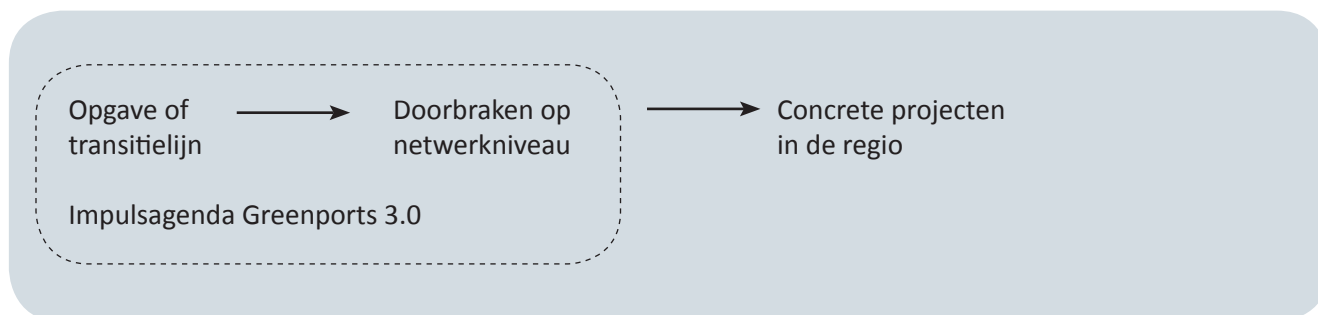 Opgave of
transitielijn
Doorbraken op
netwerkniveau
Concrete projecten
in de regio
Impulsagenda Greenports 3.0